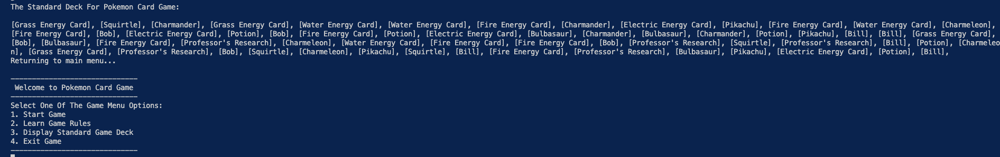 The Standard Deck For Pokemon Card Game:
[Grass Energy Card], [Squirtle], [Charmander], [Grass Energy Card], [Water Energy Card], [Water Energy Card], [Fire Energy Card], [Charmander], [Electric Energy Card], [Pikachu], [Fire Energy Card], [Water Energy Card], [Charmeleon],
[Fire Energy Card], [Bob], [Electric Energy Card], [Potion], [Bob], [Fire Energy Card], [Potion], [Electric Energy Card], [Bulbasaur], [Charmander], [Bulbasaur], [Charmander], [Potion], [Pikachu], [Bill], [Bill], [Grass Energy Card],
[Bob], [Bulbasaur], [Fire Energy Card], [Professor's Research], [Charmeleon], [Water Energy Card], [Fire Energy Card], [Fire Energy Card], [Bob], [Professor's Research], [Squirtle], [Professor's Research], [Bill], [Potion], [Charmeleo
n], [Grass Energy Card], [Professor's Research], [Bob], [Squirtle], [Charmeleon], [Pikachu], [Squirtle], [Bill], [Fire Energy Card], [Professor's Research], [Bulbasaur], [Pikachu], [Electric Energy Card], [Potion], [Bill],
Returning to main menu...
------------------------------
Welcome to Pokemon Card Game
------------------------------
Select One Of The Game Menu Options:
1. Start Game
2. Learn Game Rules
3. Display Standard Game Deck
4. Exit Game
------------------------------